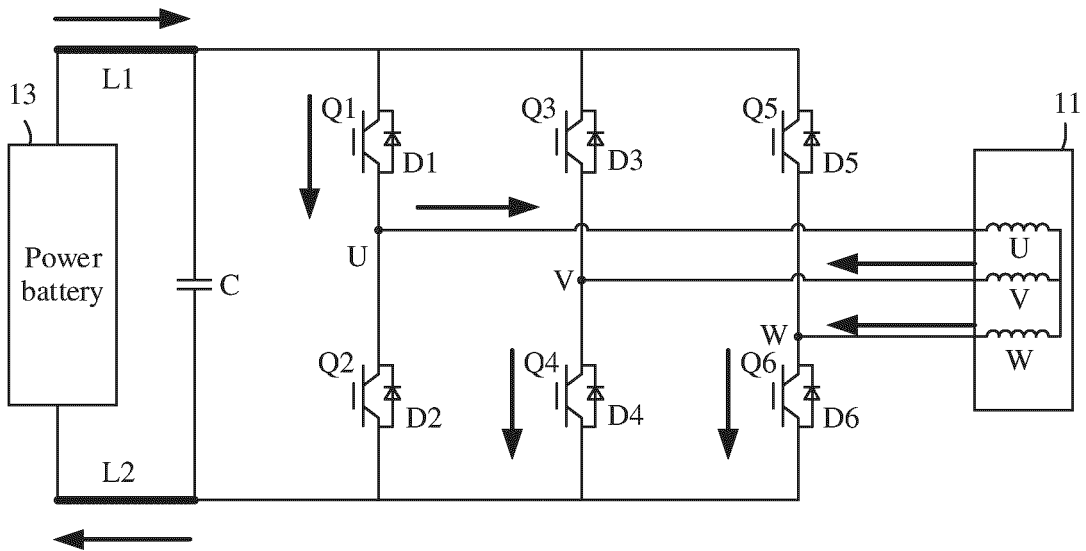 L1
13
11
Q1
Q3
Q5
D1
D3
D5
Power
battery
C
U
V
W
U
V
W
Q2
Q4
Q6
D2
D4
D6
L2